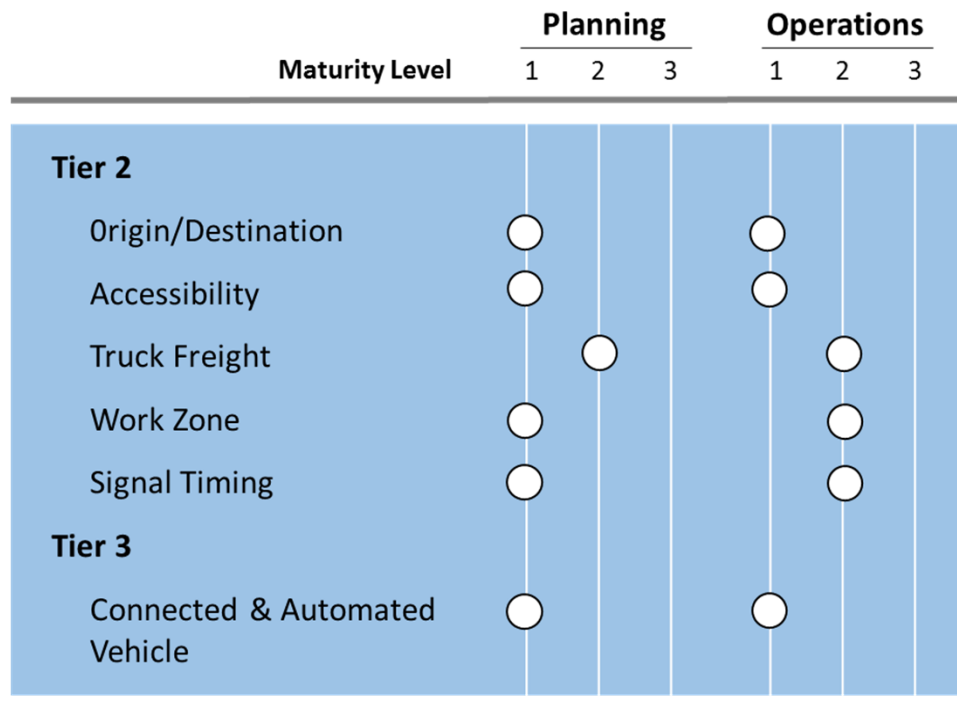 Planning Operations
Maturity Level 1 2 3 1 2 3
Tier 2
0rigin/Destination
Accessibility
Truck Freight
Work Zone
Signal Timing
Tier 3
Connected & Automated
Vehicle